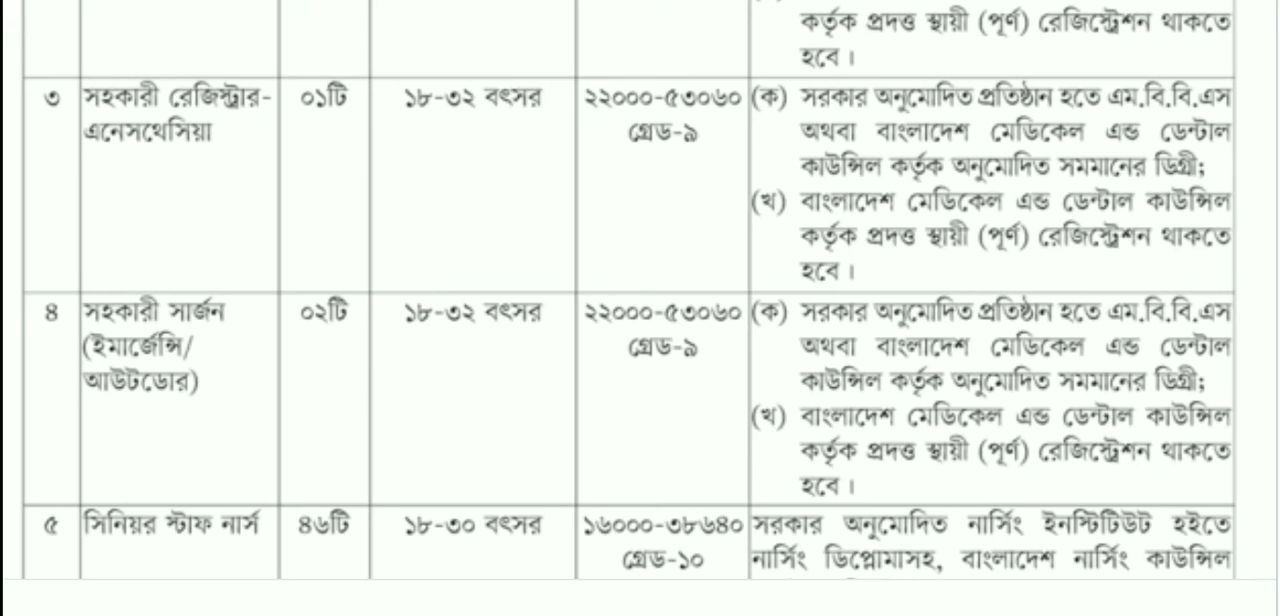 কর্তৃক প্রদত্ত স্থায়ী (পূর্ণ) রেজিস্ট্রেশন থাকতে
হবে।
৩ সহকারী রেজিস্ট্রার- ০১টি ১৮-৩২ বৎসর ২২০০০-৫৩০৬০ (ক) সরকার অনুমোদিত প্রতিষ্ঠান হতে এম.বি.বি.এস
এনেসথেসিয়া গ্রেড-৯ অথবা বাংলাদেশ মেডিকেল এন্ড ডেন্টাল
কাউন্সিল কর্তৃক অনুমোদিত সমমানের ডিগ্রী;
(খ) বাংলাদেশ মেডিকেল এন্ড ডেন্টাল কাউন্সিল
কর্তৃক প্রদত্ত স্থায়ী (পূর্ণ) রেজিস্ট্রেশন থাকতে
হবে।
৪ সহকারী সার্জন ০২টি ১৮-৩২ বৎসর ২২০০০-৫৩০৬০ (ক) সরকার অনুমোদিত প্রতিষ্ঠান হতে এম.বি.বি.এস
(ইমার্জেন্সি/ গ্রেড-৯ অথবা বাংলাদেশ মেডিকেল এন্ড ডেন্টাল
আউটডোর) কাউন্সিল কর্তৃক অনুমোদিত সমমানের ডিগ্রী;
(খ) বাংলাদেশ মেডিকেল এন্ড ডেন্টাল কাউন্সিল
কর্তৃক প্রদত্ত স্থায়ী (পূর্ণ) রেজিস্ট্রেশন থাকতে
হবে।
৫ সিনিয়র স্টাফ নার্স ৪৬টি ১৮-৩০ বৎসর ১৬০০০-৩৮৬৪০ সরকার অনুমোদিত নার্সিং ইনস্টিটিউট হইতে
গ্রেড-১০ নার্সিং ডিপ্লোমাসহ, বাংলাদেশ নার্সিং কাউন্সিল